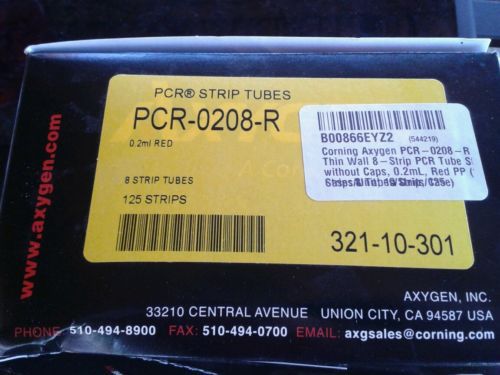 www.axygen.com
PCR® STRIP TUBES
PCR-0208-R
0.2ml RED
8 STRIP TUBES
125 STRIPS
321-10-301
B00866EYZ2 (544219)
Corning Axygen PCR-0208-R
Thin Wall 8-Strip PCR Tube S
without Caps, 0.2mL, Red PP (
AXYGEN, INC.
33210 CENTRAL AVENUE UNION CITY, CA 94587 USA
PHONE 510-494-8900 FAX: 510-494-0700 EMAIL: axgsales@corning.com